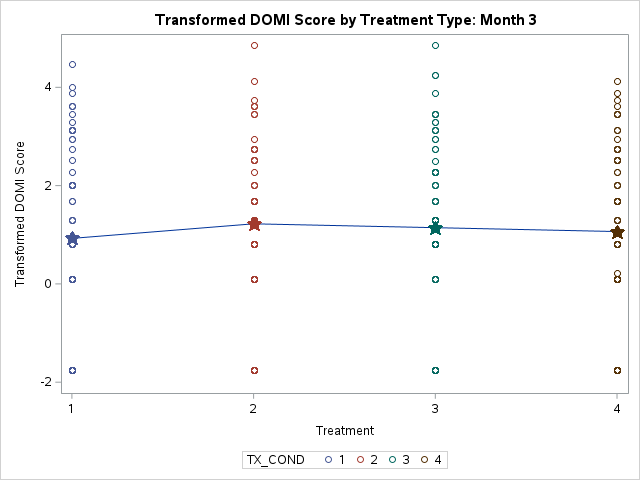 Transformed DOMI Score by Treatment Type: Month 3
Transformed DOMI Score
4
2
0
-2
1 2 3 4
Treatment
TX_COND 1 2 3 4